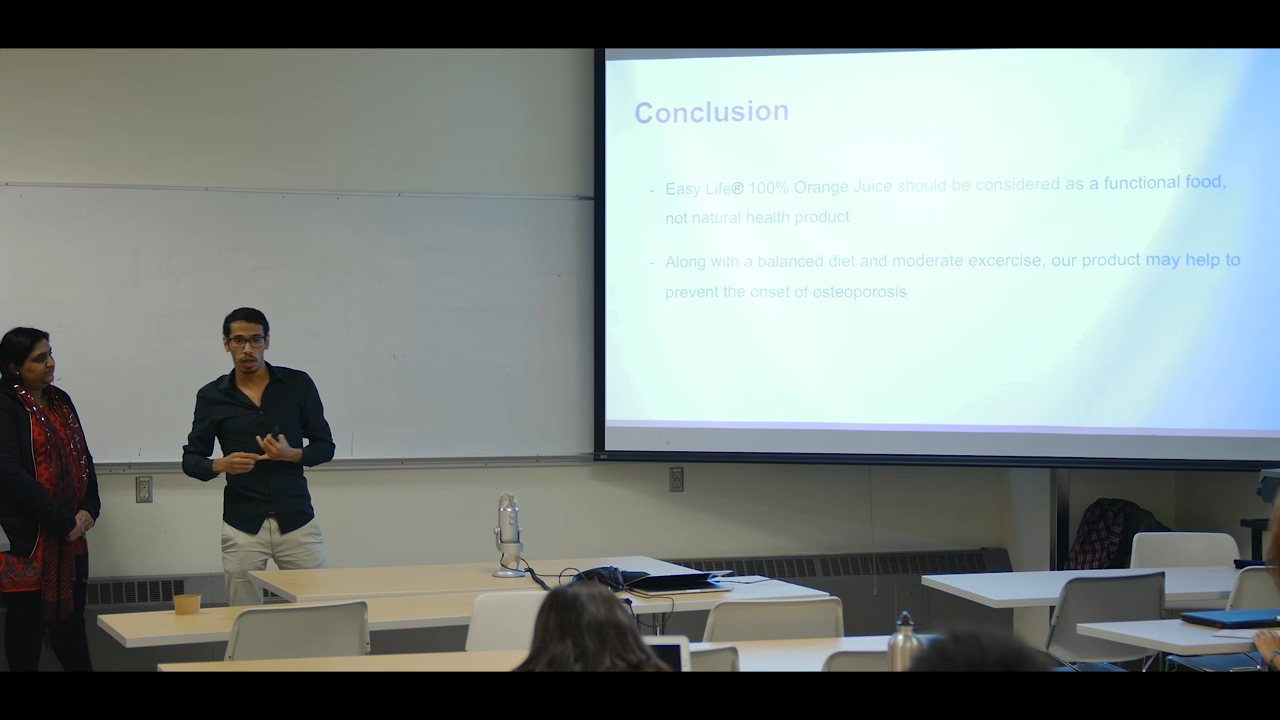 Conclusion
- Easy Life® 100% Orange Juice should be considered as a functional food,
not natural health product
- Along with a balanced diet and moderate excercise, our product may help to
prevent the onset of osteoporosis